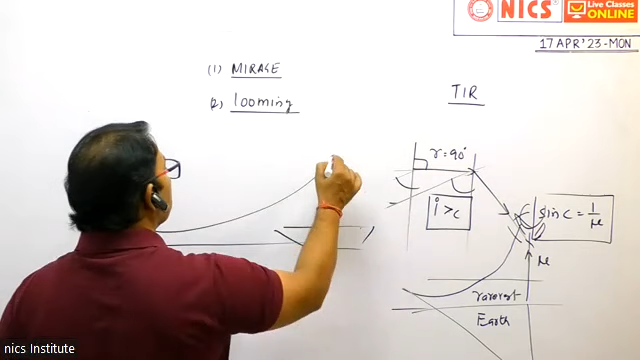 NICS
Live Classes
ONLINE
17 APR'23-MON
(1) MIRAGE
(2) looming
TIR
r = 90°
i > c
sin c = 1/μ
μ
rarorest
Earth
nics Institute